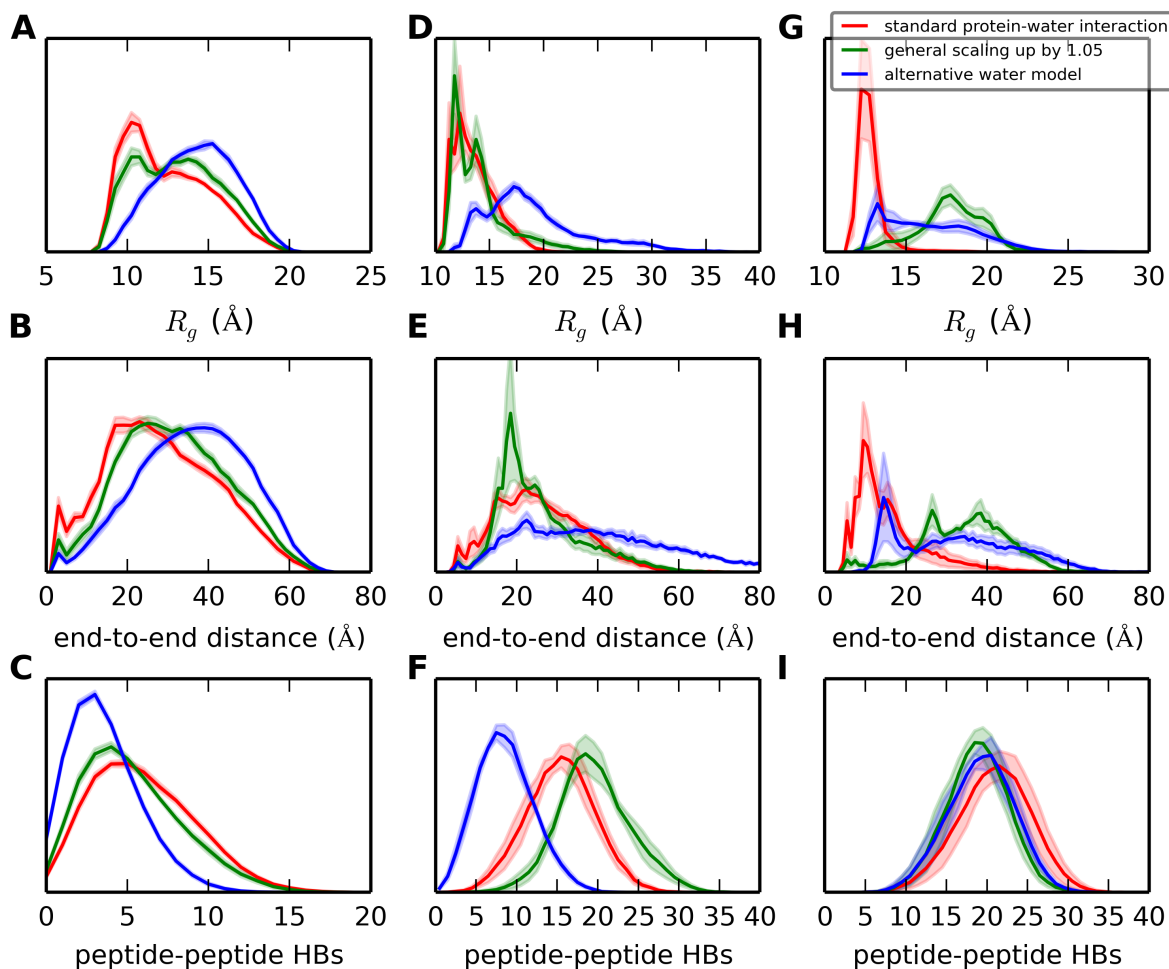 A D G
standard protein-water interaction
general scaling up by 1.05
alternative water model
5 10 15 20 25
10 15 20 25 30 35 40
10 15 20 25 30
R_g (Å) R_g (Å) R_g (Å)
B E H
0 20 40 60 80
0 20 40 60 80
0 20 40 60 80
end-to-end distance (Å) end-to-end distance (Å) end-to-end distance (Å)
C F I
0 5 10 15 20
0 5 10 15 20 25 30 35 40
0 5 10 15 20 25 30 35 40
peptide-peptide HBs peptide-peptide HBs peptide-peptide HBs